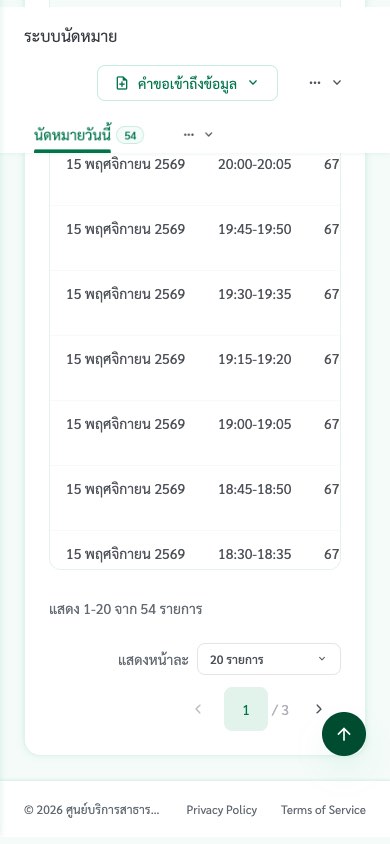 ระบบนัดหมาย
คำขอเข้าถึงข้อมูล
นัดหมายวันนี้ 54
15 พฤศจิกายน 2569 20:00-20:05 67
15 พฤศจิกายน 2569 19:45-19:50 67
15 พฤศจิกายน 2569 19:30-19:35 67
15 พฤศจิกายน 2569 19:15-19:20 67
15 พฤศจิกายน 2569 19:00-19:05 67
15 พฤศจิกายน 2569 18:45-18:50 67
15 พฤศจิกายน 2569 18:30-18:35 67
แสดง 1-20 จาก 54 รายการ
แสดงหน้าละ 20 รายการ
1 / 3
© 2026 ศูนย์บริการสาธาร... Privacy Policy Terms of Service